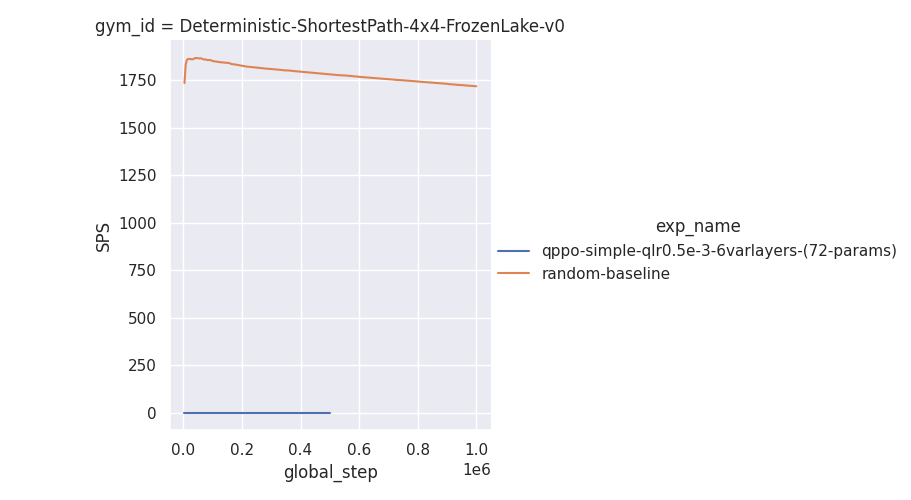 gym_id = Deterministic-ShortestPath-4x4-FrozenLake-v0
1750
1500
1250
1000
750
500
250
0
SPS
0.0 0.2 0.4 0.6 0.8 1.0
1e6
global_step
exp_name
qppo-simple-qlr0.5e-3-6varlayers-(72-params)
random-baseline